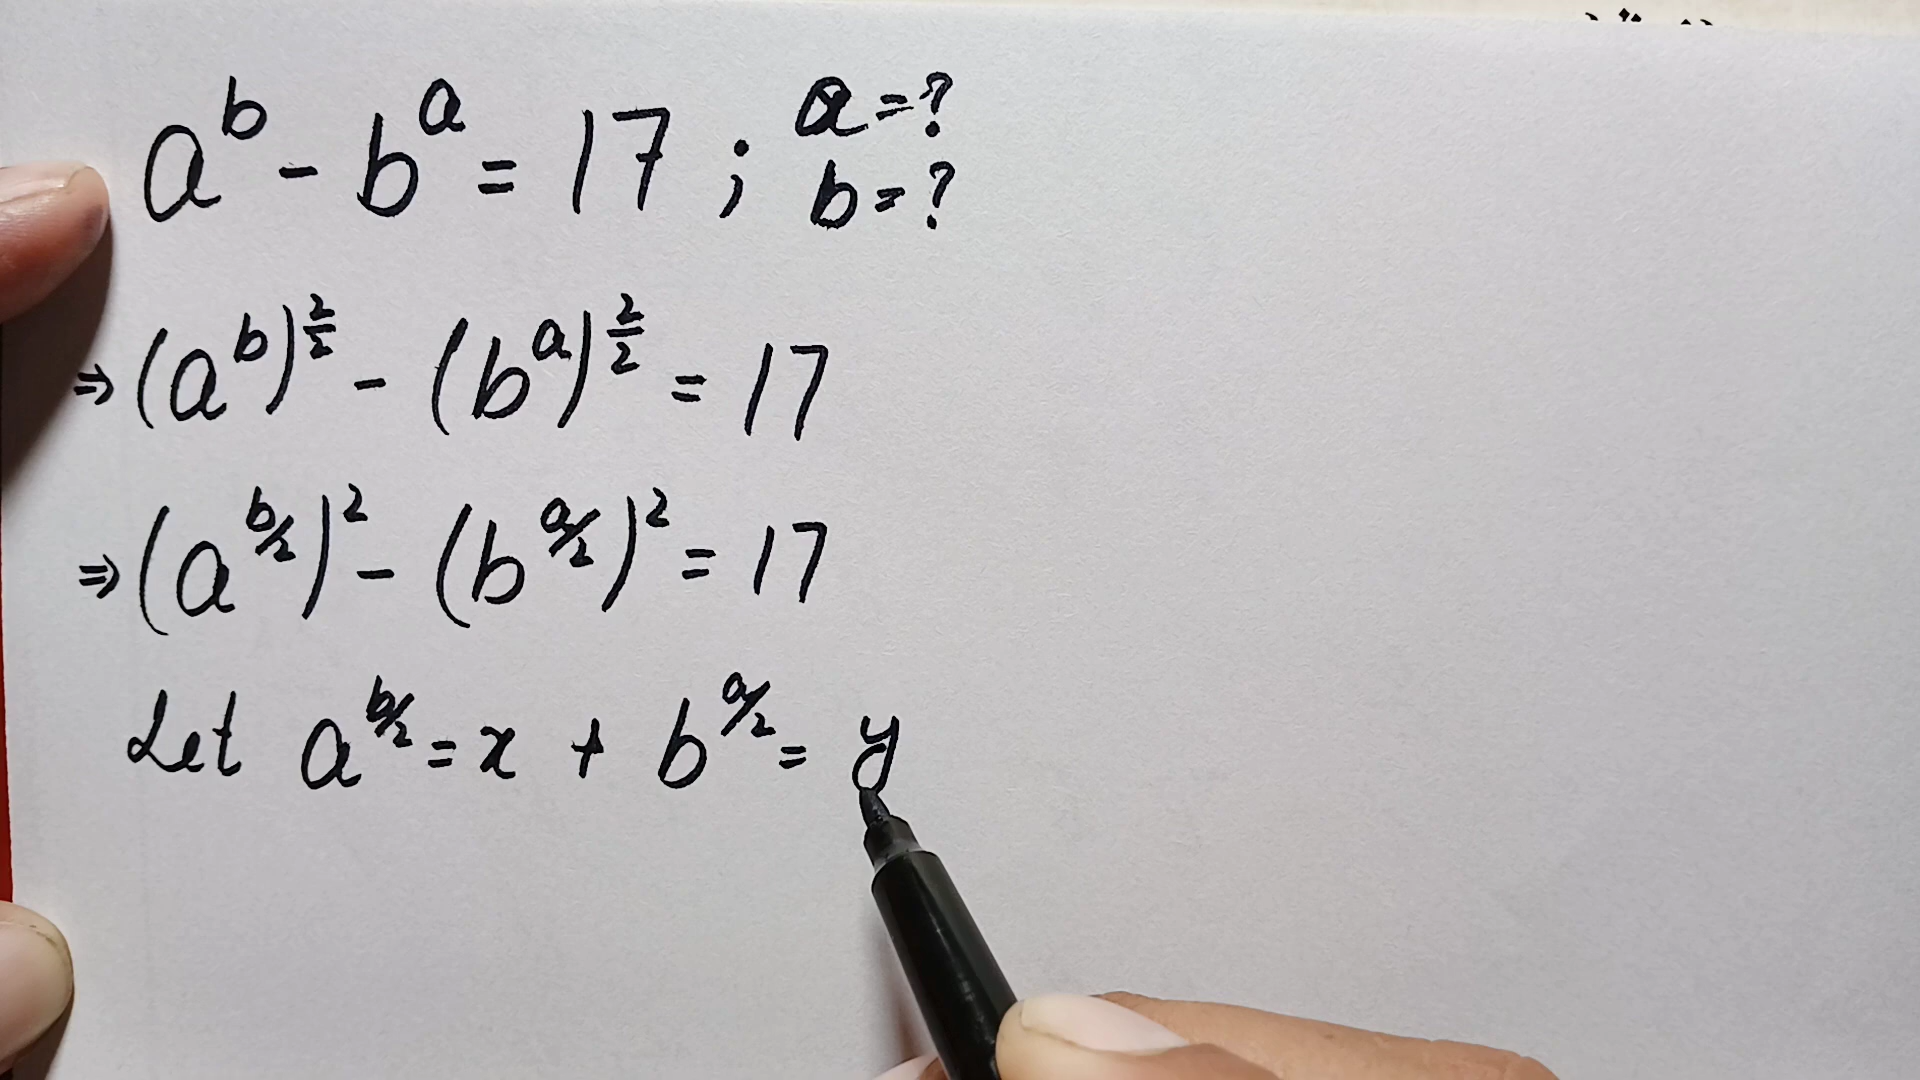 a^b - b^a = 17 ; a = ?
b = ?
⇒ (a^b)^(2/2) - (b^a)^(2/2) = 17
⇒ (a^(b/2))^2 - (b^(a/2))^2 = 17
Let a^(b/2) = x + b^(a/2) = y